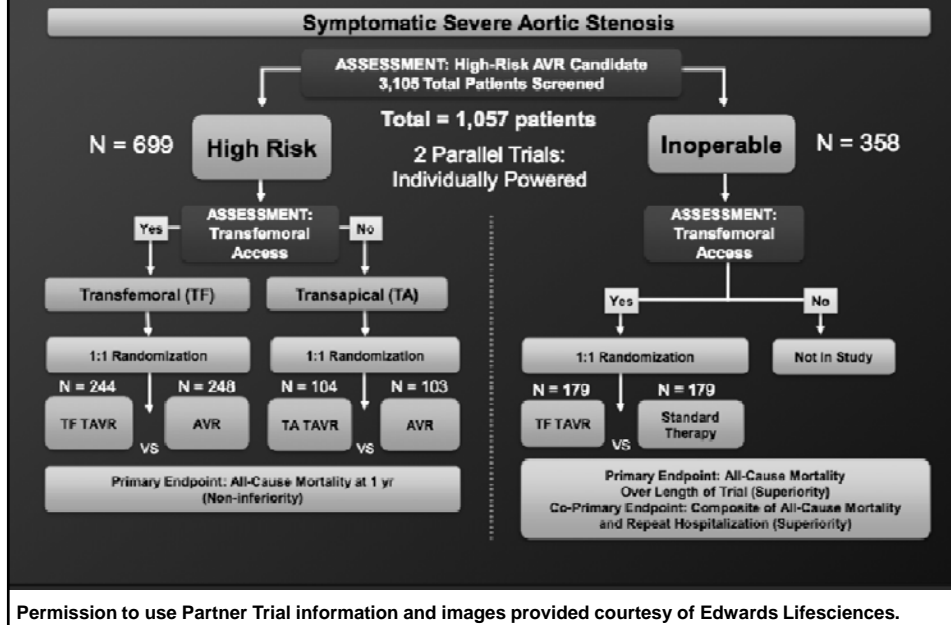 Symptomatic Severe Aortic Stenosis
ASSESSMENT: High-Risk AVR Candidate
3,105 Total Patients Screened
Total = 1,057 patients
2 Parallel Trials:
Individually Powered
N = 699
High Risk
Inoperable
N = 358
ASSESSMENT:
Transfemoral
Access
Yes
No
Transfemoral (TF)
Transapical (TA)
1:1 Randomization
1:1 Randomization
N = 244
N = 248
N = 104
N = 103
TF TAVR
VS
AVR
TA TAVR
VS
AVR
Primary Endpoint: All-Cause Mortality at 1 yr
(Non-inferiority)
ASSESSMENT:
Transfemoral
Access
Yes
No
1:1 Randomization
Not In Study
N = 179
N = 179
TF TAVR
VS
Standard
Therapy
Primary Endpoint: All-Cause Mortality
Over Length of Trial (Superiority)
Co-Primary Endpoint: Composite of All-Cause Mortality
and Repeat Hospitalization (Superiority)
Permission to use Partner Trial information and images provided courtesy of Edwards Lifesciences.